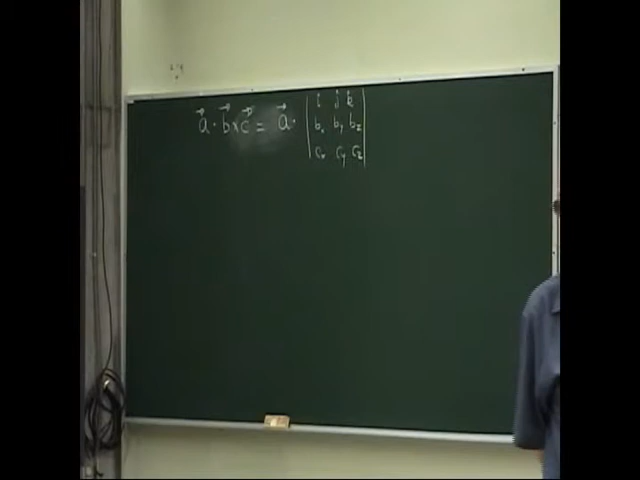 a⃗ · b⃗ × c⃗ = a⃗ · | i j k |
| bx by bz |
| cx cy cz |